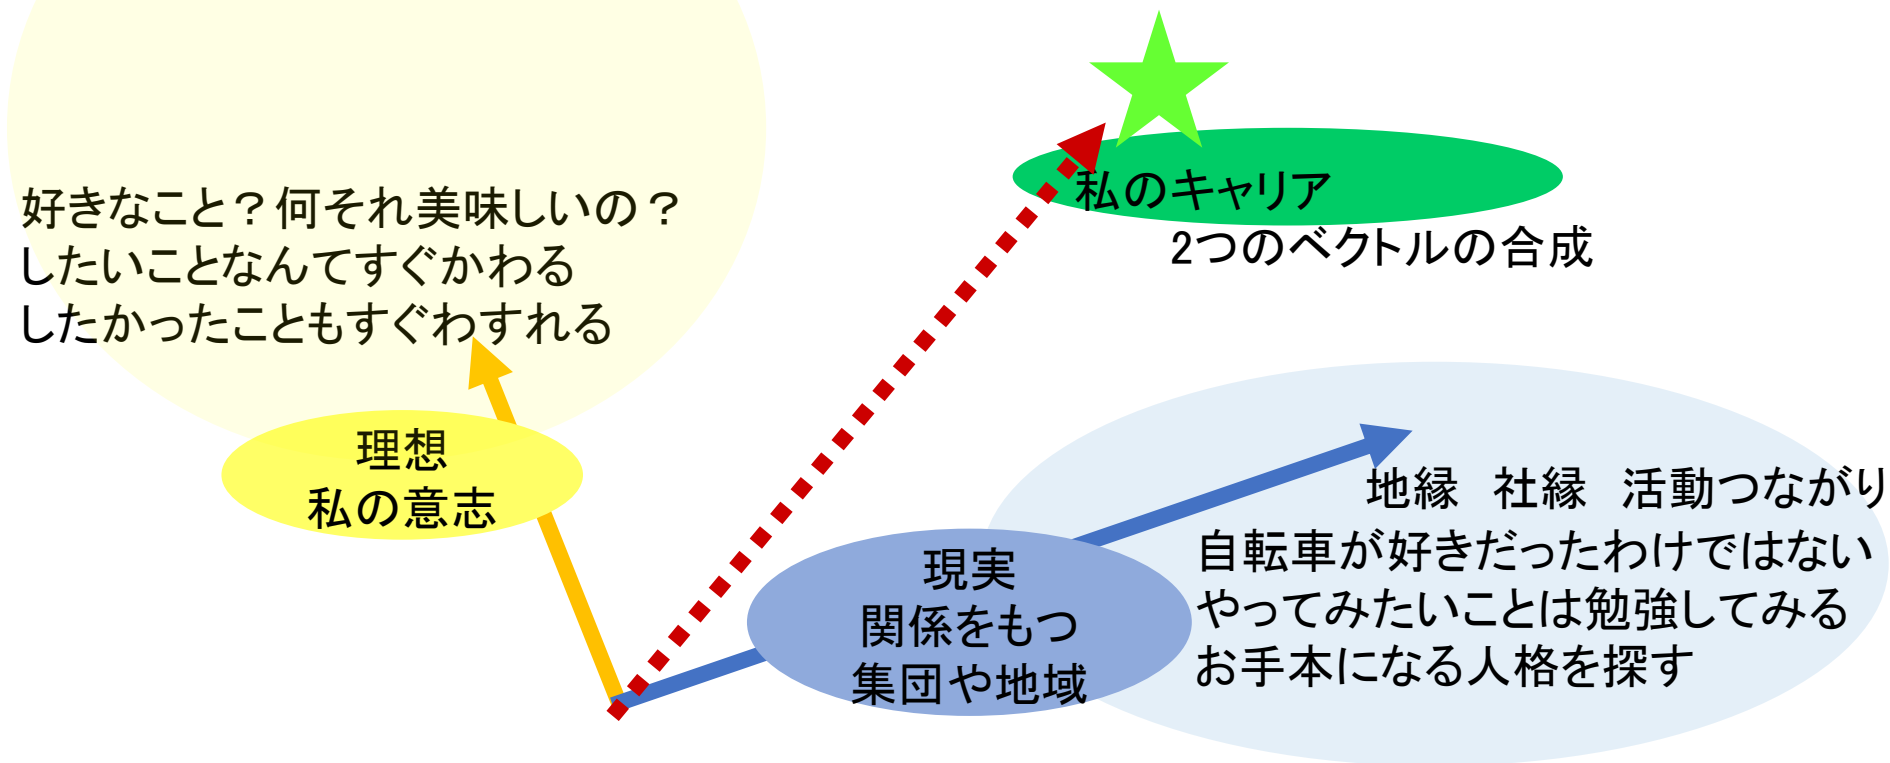 好きなこと？何それ美味しいの？
したいことなんてすぐかわる
したかったこともすぐわすれる
理想
私の意志
私のキャリア
2つのベクトルの合成
現実
関係をもつ
集団や地域
地縁　社縁　活動つながり
自転車が好きだったわけではない
やってみたいことは勉強してみる
お手本になる人格を探す